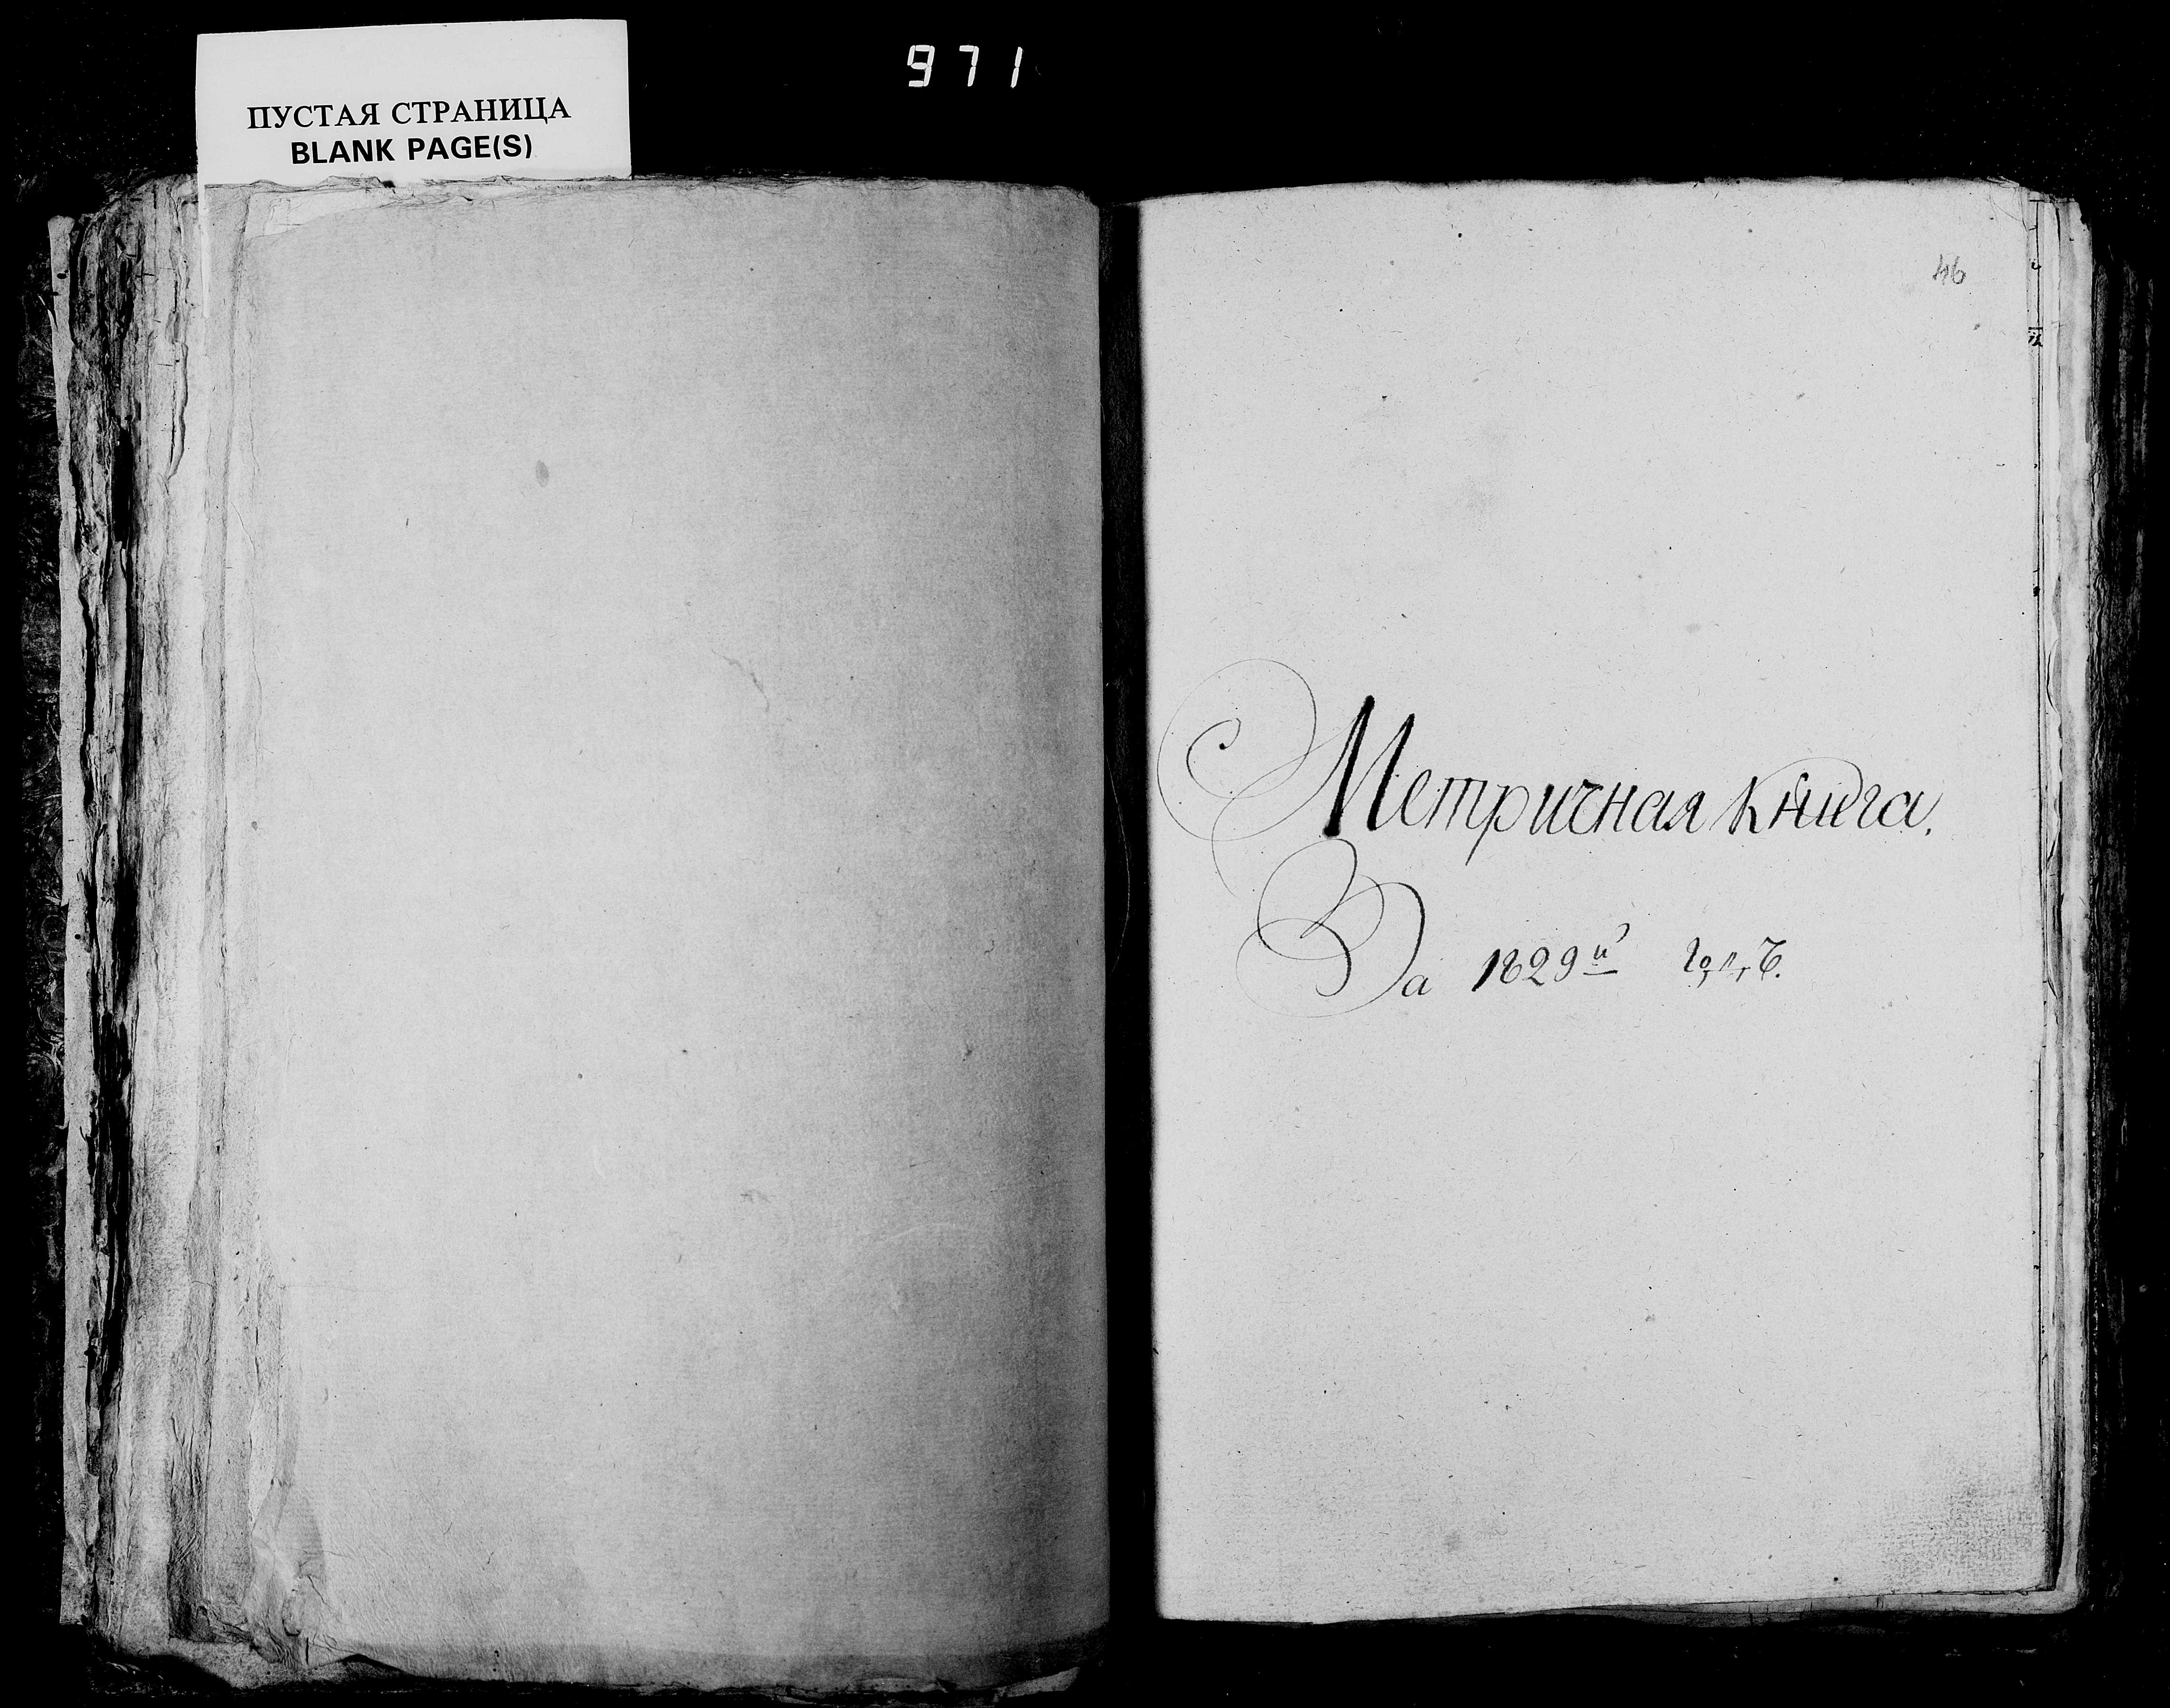 971
ПУСТАЯ СТРАНИЦА
BLANK PAGE(S)
46
Метричная книга.
За 1829й годъ.